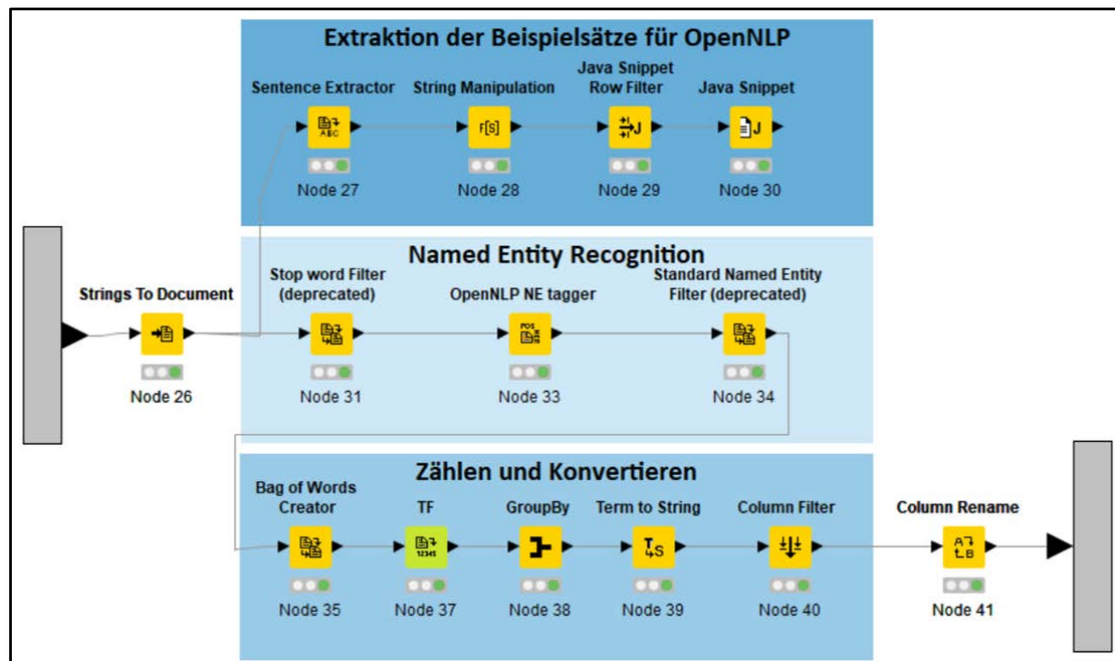 Extraktion der Beispielsätze für OpenNLP
Sentence Extractor
String Manipulation
Java Snippet
Row Filter
Java Snippet
ABC
F[S]
J
J
Node 27
Node 28
Node 29
Node 30
Named Entity Recognition
Strings To Document
Stop word Filter
(deprecated)
OpenNLP NE tagger
Standard Named Entity
Filter (deprecated)
POS
Node 26
Node 31
Node 33
Node 34
Zählen und Konvertieren
Bag of Words
Creator
TF
GroupBy
Term to String
Column Filter
Column Rename
12345
T
S
A
B
Node 35
Node 37
Node 38
Node 39
Node 40
Node 41